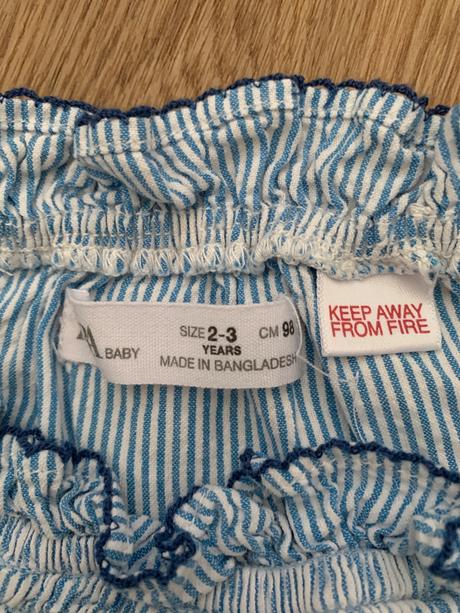 BABY
SIZE 2-3 CM 98
YEARS
MADE IN BANGLADESH
KEEP AWAY
FROM FIRE